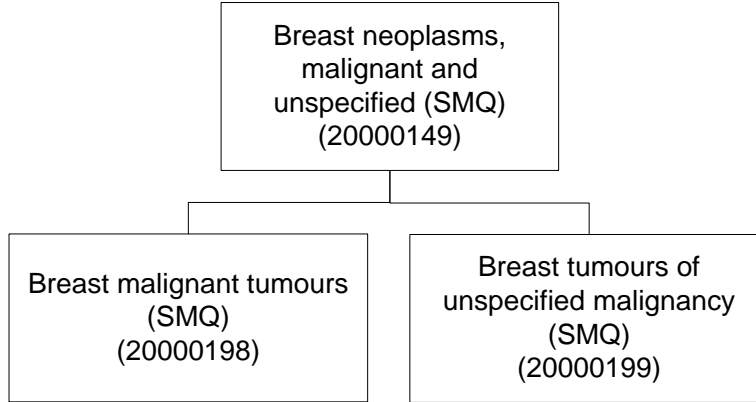 Breast neoplasms,
malignant and
unspecified (SMQ)
(20000149)
Breast malignant tumours
(SMQ)
(20000198)
Breast tumours of
unspecified malignancy
(SMQ)
(20000199)